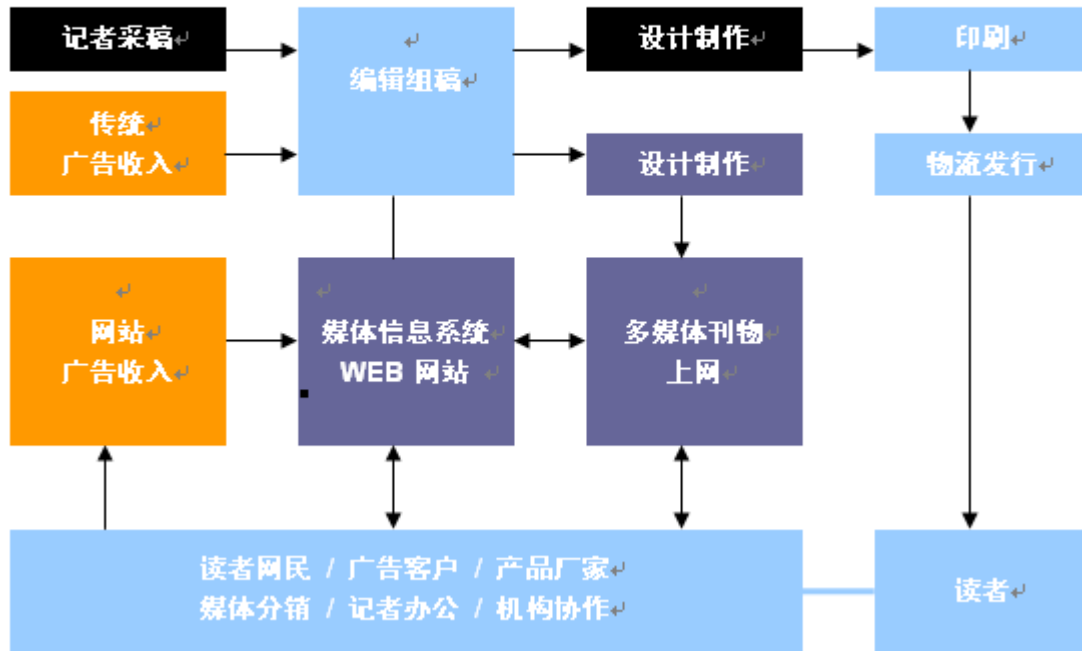 记者采稿
编辑组稿
设计制作
印刷
传统
广告收入
设计制作
物流发行
网站
广告收入
媒体信息系统
WEB 网站
多媒体刊物
上网
读者网民 / 广告客户 / 产品厂家
媒体分销 / 记者办公 / 机构协作
读者